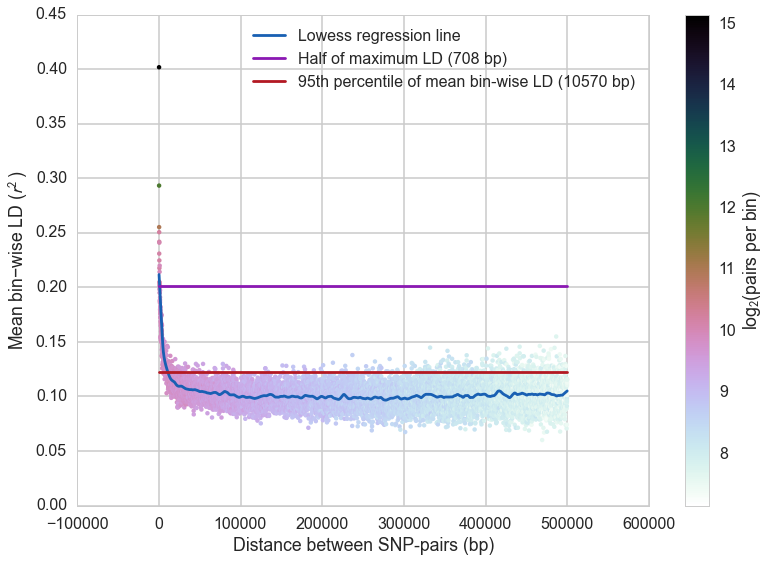 0.45
0.40
0.35
0.30
0.25
0.20
0.15
0.10
0.05
0.00
Mean bin−wise LD (r²)
−100000 0 100000 200000 300000 400000 500000 600000
Distance between SNP-pairs (bp)
Lowess regression line
Half of maximum LD (708 bp)
95th percentile of mean bin-wise LD (10570 bp)
15
14
13
12
11
10
9
8
log₂(pairs per bin)